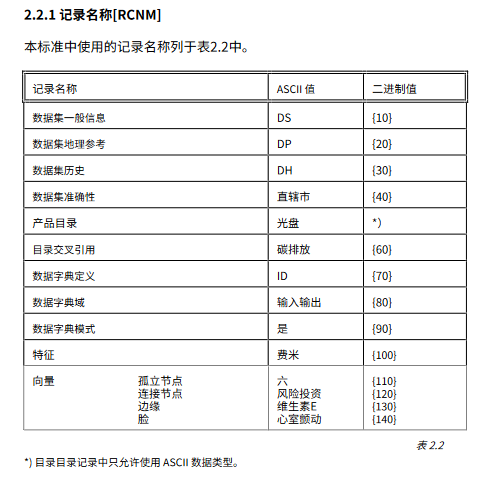 2.2.1 记录名称[RCNM]
本标准中使用的记录名称列于表2.2中。
记录名称 ASCII 值 二进制值
数据集一般信息 DS {10}
数据集地理参考 DP {20}
数据集历史 DH {30}
数据集准确性 直辖市 {40}
产品目录 光盘 *）
目录交叉引用 碳排放 {60}
数据字典定义 ID {70}
数据字典域 输入输出 {80}
数据字典模式 是 {90}
特征 费米 {100}
向量 孤立节点 六 {110}
连接节点 风险投资 {120}
边缘 维生素E {130}
脸 心室颤动 {140}
表 2.2
*) 目录目录记录中只允许使用 ASCII 数据类型。